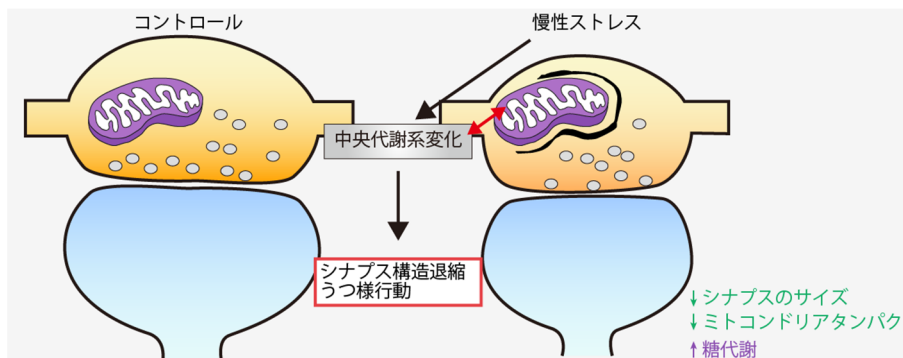 コントロール
慢性ストレス
中央代謝系変化
シナプス構造退縮
うつ様行動
↓シナプスのサイズ
↓ミトコンドリアタンパク
↑糖代謝